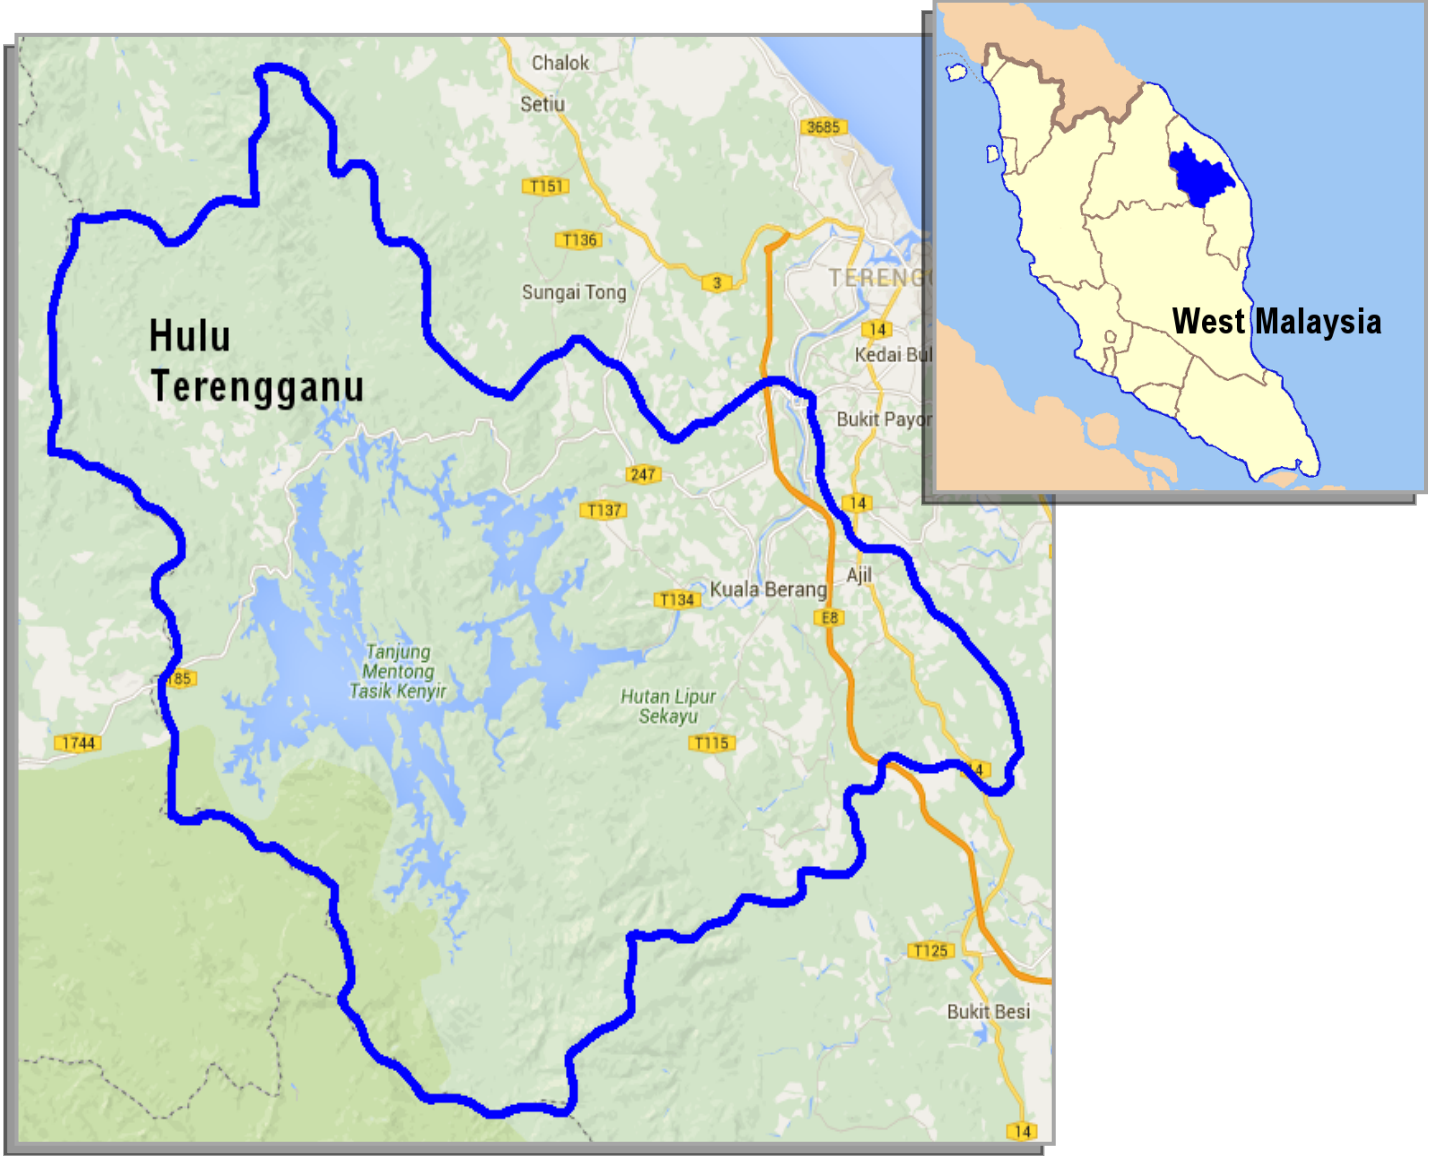 Chalok
Setiu
3685
T151
T136
3
Sungai Tong
TERENG
14
Kedai Bul
Hulu
Terengganu
West Malaysia
Bukit Payor
247
T137
14
Kuala Berang
Ajil
T134
E8
Tanjung
Mentong
Tasik Kenyir
185
Hutan Lipur
Sekayu
1744
T115
14
T125
Bukit Besi
14